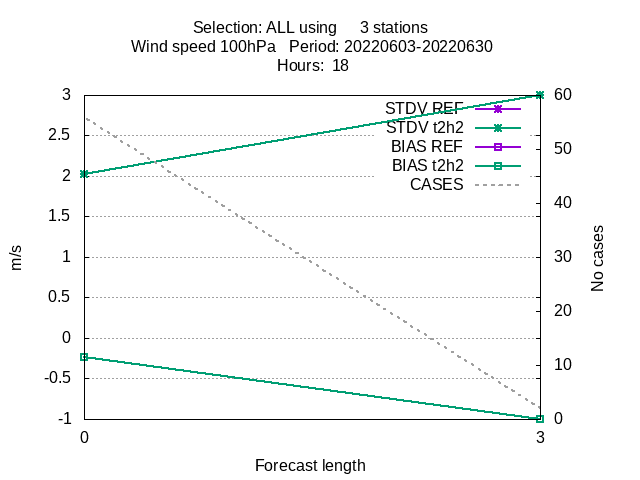 Selection: ALL using 3 stations
Wind speed 100hPa Period: 20220603-20220630
Hours: 18
3
2.5
2
1.5
1
0.5
0
-0.5
-1
60
50
40
30
20
10
0
STDV REF
STDV t2h2
BIAS REF
BIAS t2h2
CASES
m/s
No cases
0 3
Forecast length